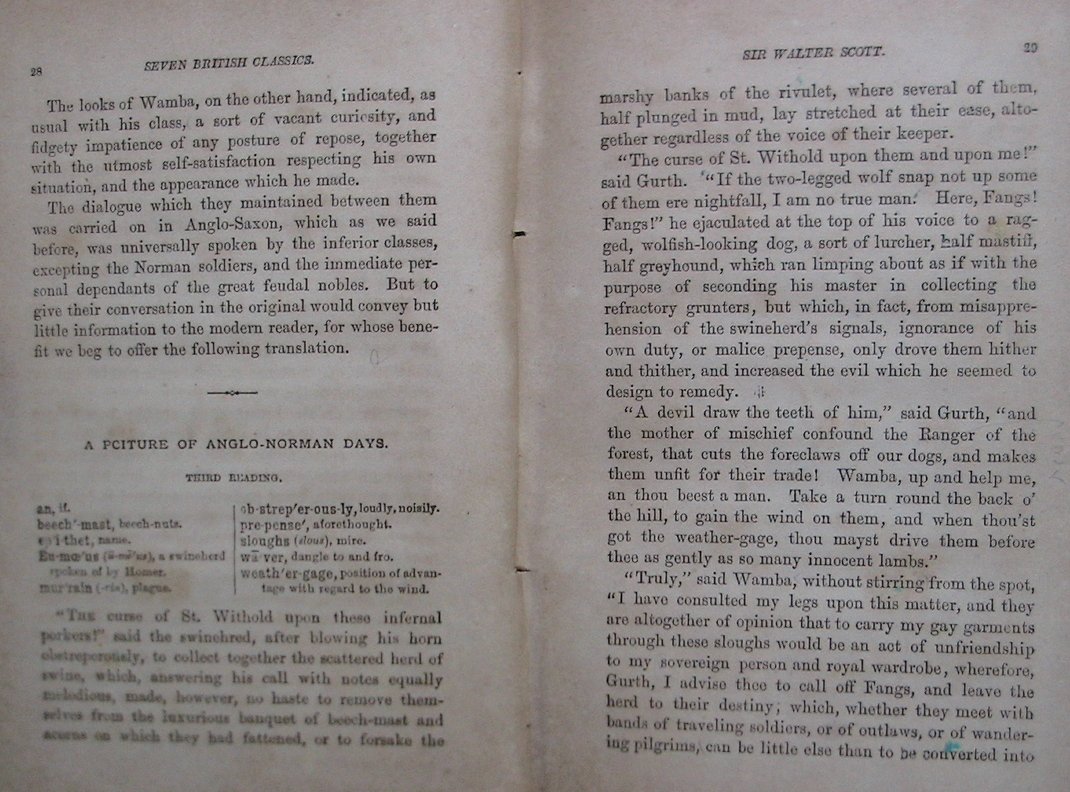 28
SEVEN BRITISH CLASSICS.
The looks of Wamba, on the other hand, indicated, as
usual with his class, a sort of vacant curiosity, and
fidgety impatience of any posture of repose, together
with the utmost self-satisfaction respecting his own
situation, and the appearance which he made.
The dialogue which they maintained between them
was carried on in Anglo-Saxon, which as we said
before, was universally spoken by the inferior classes,
excepting the Norman soldiers, and the immediate per-
sonal dependants of the great feudal nobles. But to
give their conversation in the original would convey but
little information to the modern reader, for whose bene-
fit we beg to offer the following translation.
A PCITURE OF ANGLO-NORMAN DAYS.
THIRD READING.
an, if.
beech'-mast, beech-nuts.
ep i thet, name.
Eu-mœ'us (ū-mē'us), a swineherd
spoken of by Homer.
mur'rain (-rin), plague.
ob-strep'er-ous-ly, loudly, noisily.
pre-pense', aforethought.
sloughs (slous), mire.
wā'ver, dangle to and fro.
weath'er-gage, position of advan-
tage with regard to the wind.
"THE curse of St. Withold upon these infernal
porkers!" said the swinehred, after blowing his horn
obstreperously, to collect together the scattered herd of
swine, which, answering his call with notes equally
melodious, made, however, no haste to remove them-
selves from the luxurious banquet of beech-mast and
acorns on which they had fattened, or to forsake the
SIR WALTER SCOTT.
29
marshy banks of the rivulet, where several of them,
half plunged in mud, lay stretched at their ease, alto-
gether regardless of the voice of their keeper.
"The curse of St. Withold upon them and upon me!"
said Gurth. "If the two-legged wolf snap not up some
of them ere nightfall, I am no true man. Here, Fangs!
Fangs!" he ejaculated at the top of his voice to a rag-
ged, wolfish-looking dog, a sort of lurcher, half mastiff,
half greyhound, which ran limping about as if with the
purpose of seconding his master in collecting the
refractory grunters, but which, in fact, from misappre-
hension of the swineherd's signals, ignorance of his
own duty, or malice prepense, only drove them hither
and thither, and increased the evil which he seemed to
design to remedy.
"A devil draw the teeth of him," said Gurth, "and
the mother of mischief confound the Ranger of the
forest, that cuts the foreclaws off our dogs, and makes
them unfit for their trade! Wamba, up and help me,
an thou beest a man. Take a turn round the back o'
the hill, to gain the wind on them, and when thou'st
got the weather-gage, thou mayst drive them before
thee as gently as so many innocent lambs."
"Truly," said Wamba, without stirring from the spot,
"I have consulted my legs upon this matter, and they
are altogether of opinion that to carry my gay garments
through these sloughs would be an act of unfriendship
to my sovereign person and royal wardrobe, wherefore,
Gurth, I advise thee to call off Fangs, and leave the
herd to their destiny, which, whether they meet with
bands of traveling soldiers, or of outlaws, or of wander-
ing pilgrims, can be little else than to be converted into